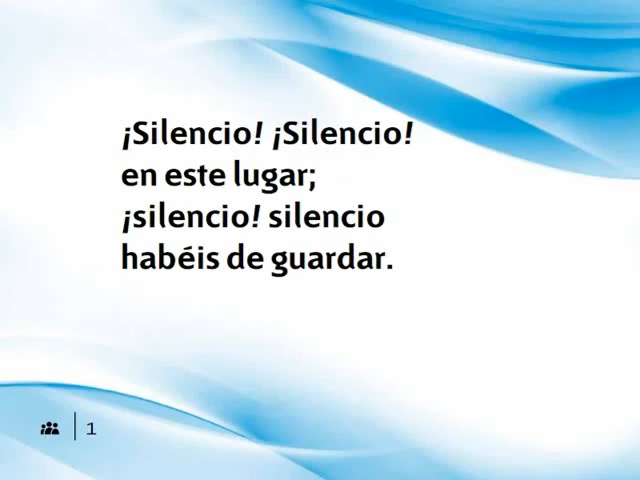 ¡Silencio! ¡Silencio!
en este lugar;
¡silencio! silencio
habéis de guardar.
1